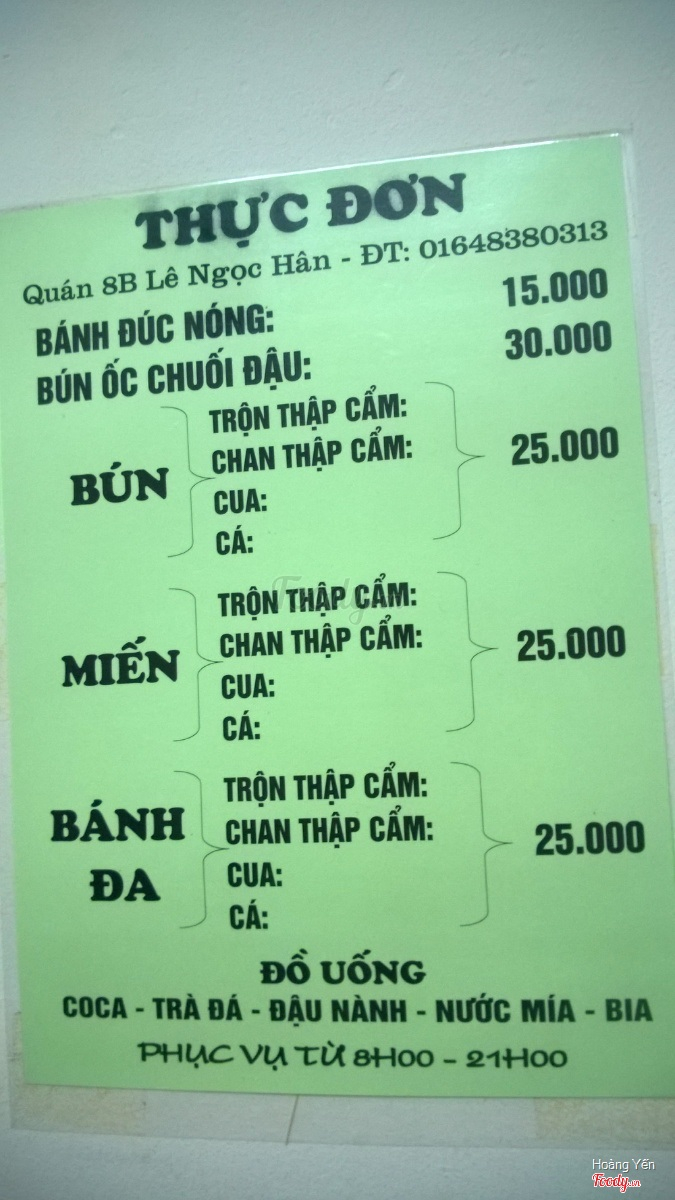 THỰC ĐƠN
Quán 8B Lê Ngọc Hân - ĐT: 01648380313
BÁNH ĐÚC NÓNG: 15.000
BÚN ỐC CHUỐI ĐẬU: 30.000
BÚN
TRỘN THẬP CẨM:
CHAN THẬP CẨM:
CUA:
CÁ:
25.000
MIẾN
TRỘN THẬP CẨM:
CHAN THẬP CẨM:
CUA:
CÁ:
25.000
BÁNH
ĐA
TRỘN THẬP CẨM:
CHAN THẬP CẨM:
CUA:
CÁ:
25.000
ĐỒ UỐNG
COCA - TRÀ ĐÁ - ĐẬU NÀNH - NƯỚC MÍA - BIA
PHỤC VỤ TỪ 8H00 - 21H00
Foody
Hoàng Yến
Foody.vn